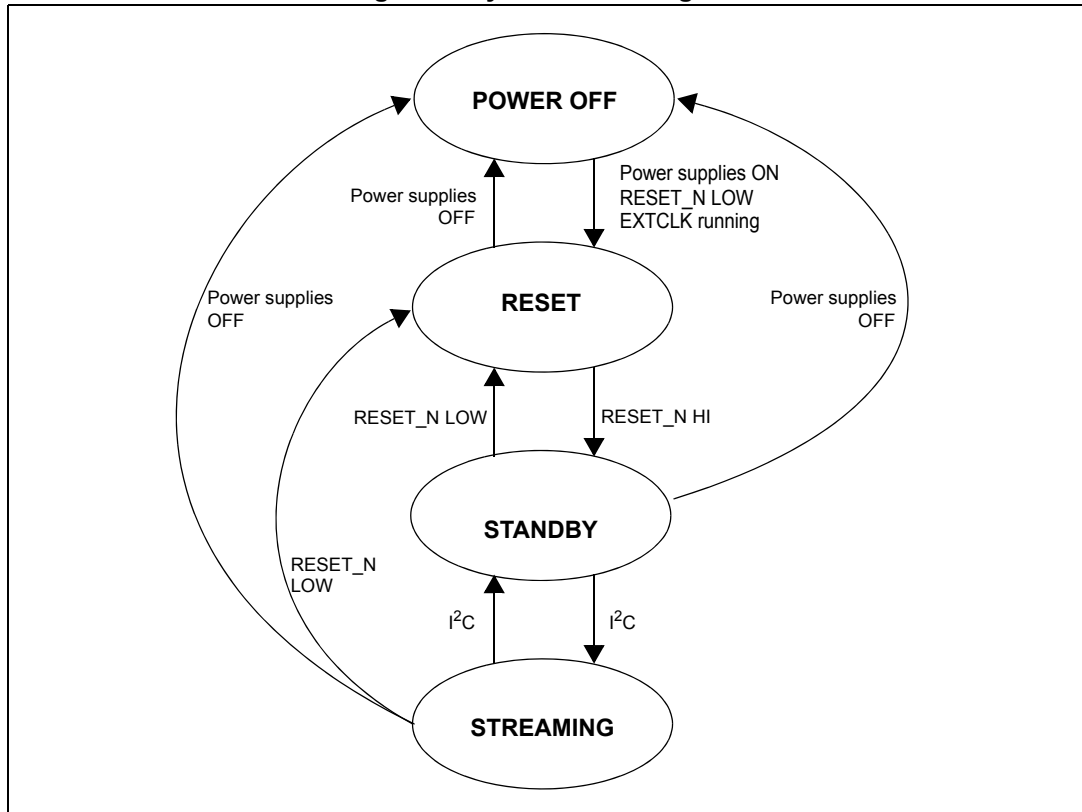 POWER OFF
Power supplies
OFF
Power supplies ON
RESET_N LOW
EXTCLK running
Power supplies
OFF
RESET
Power supplies
OFF
RESET_N LOW
RESET_N HI
STANDBY
RESET_N
LOW
I²C
I²C
STREAMING